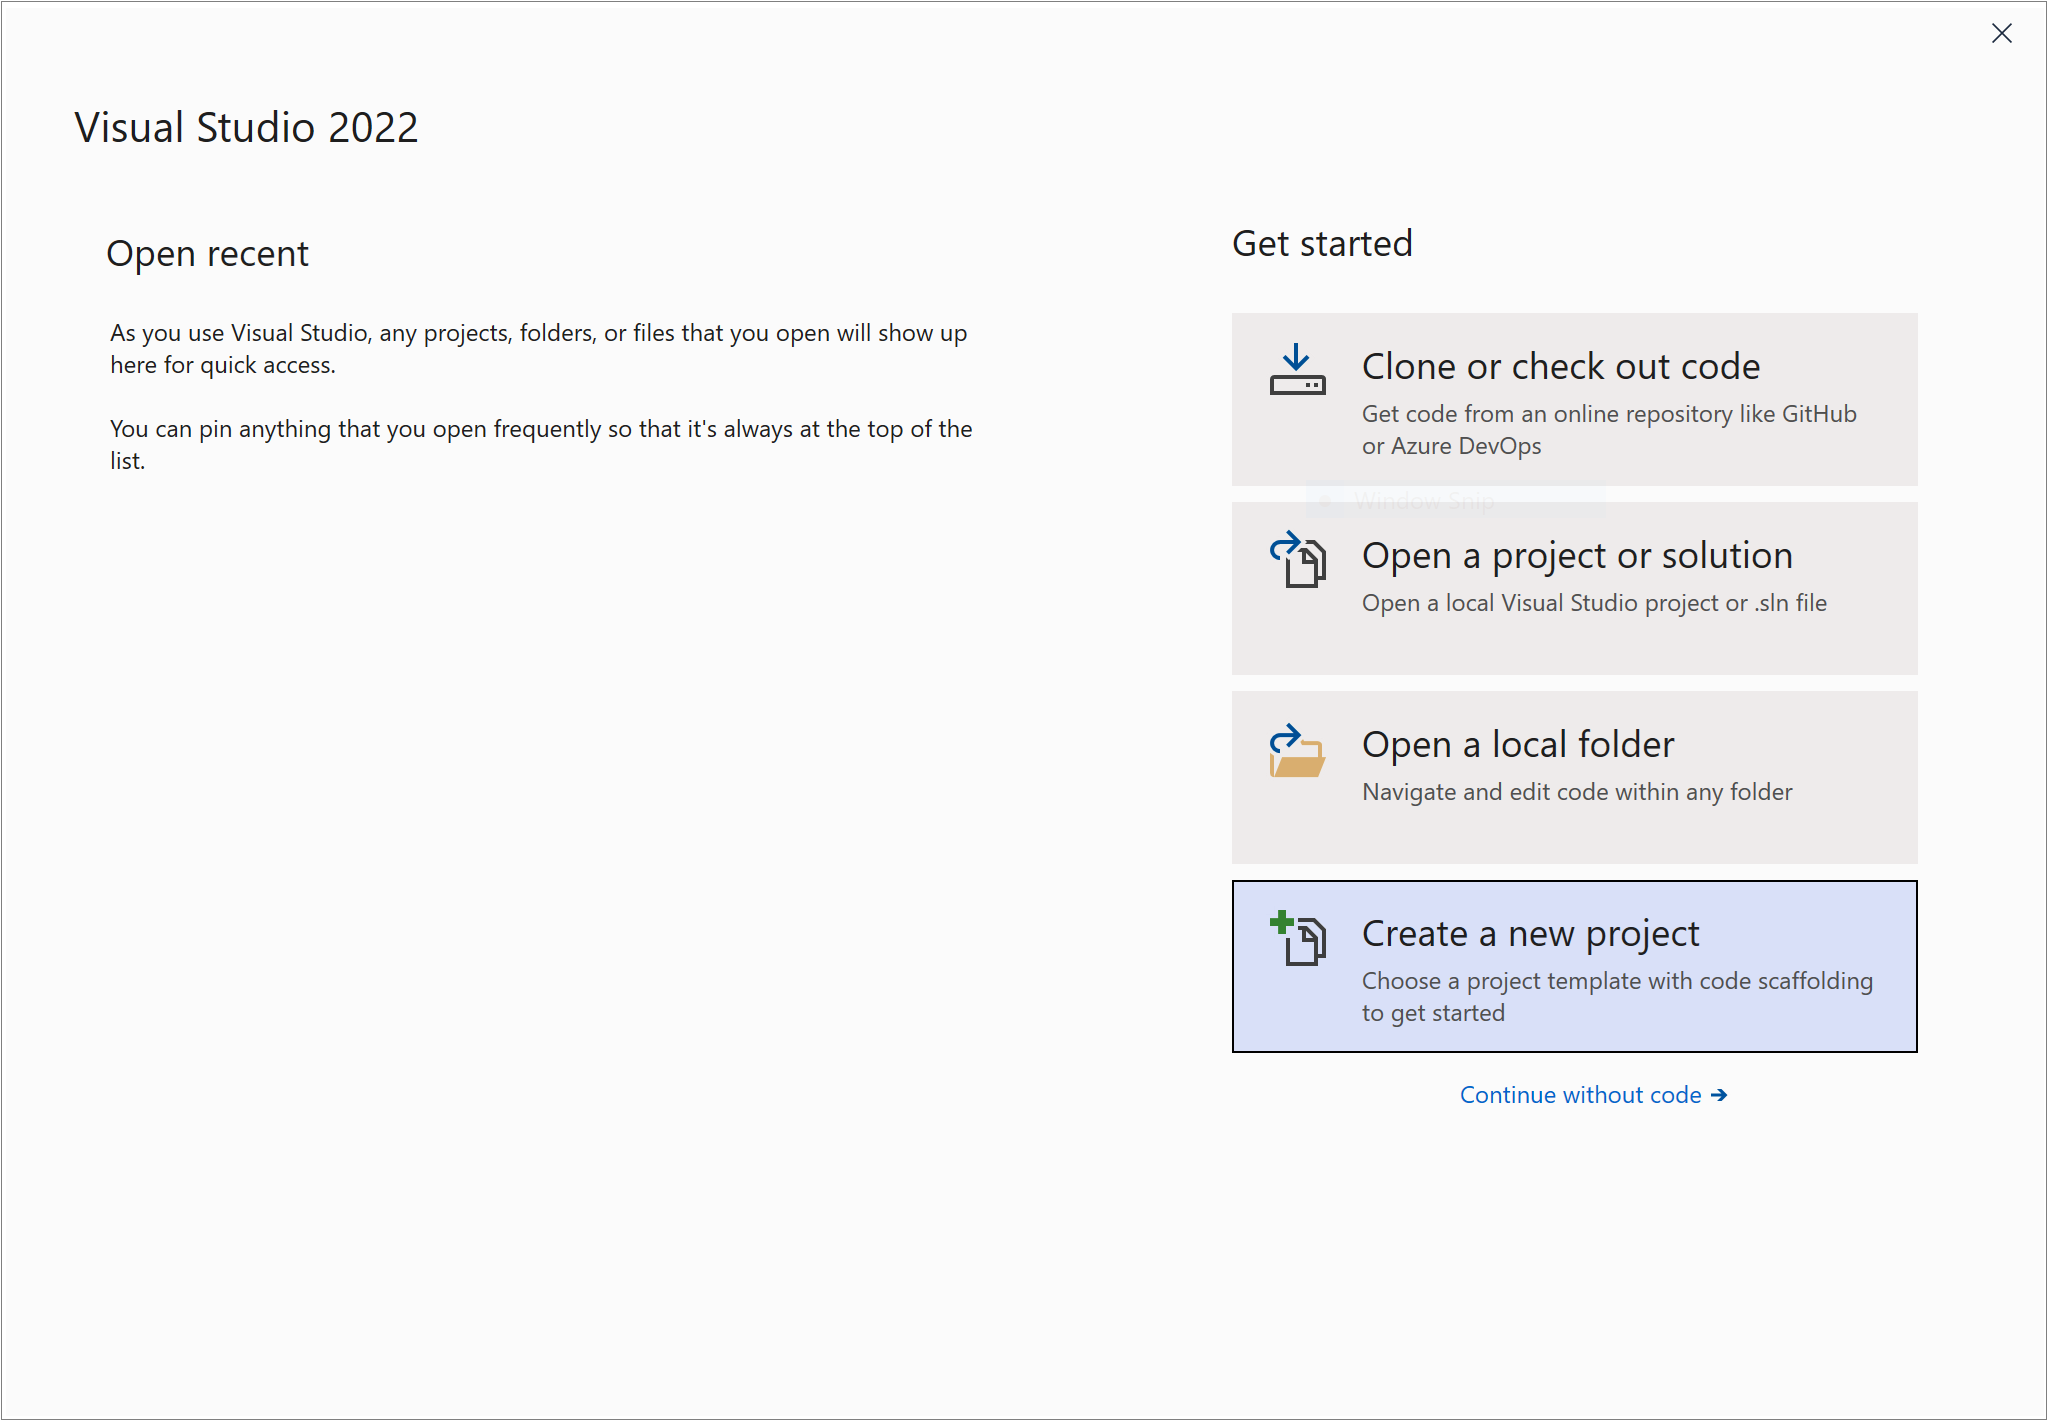 Visual Studio 2022
Open recent
As you use Visual Studio, any projects, folders, or files that you open will show up
here for quick access.
You can pin anything that you open frequently so that it's always at the top of the
list.
Get started
Clone or check out code
Get code from an online repository like GitHub
or Azure DevOps
Window Snip
Open a project or solution
Open a local Visual Studio project or .sln file
Open a local folder
Navigate and edit code within any folder
Create a new project
Choose a project template with code scaffolding
to get started
Continue without code